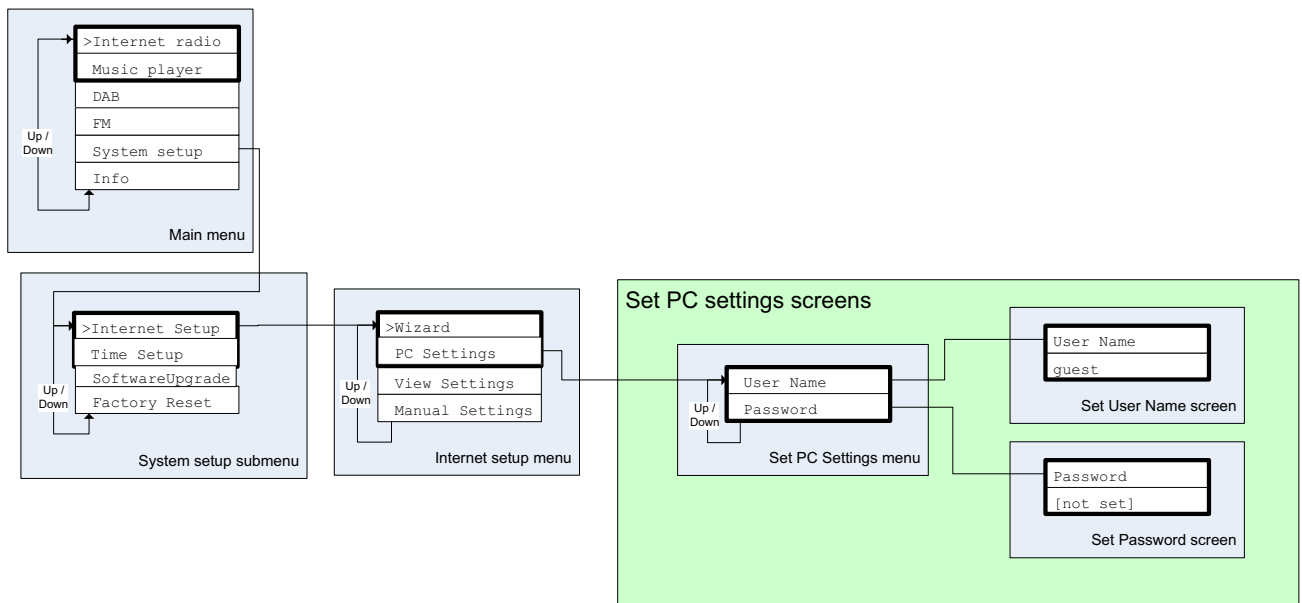 >Internet radio
Music player
DAB
FM
System setup
Info
Up /
Down
Main menu
>Internet Setup
Time Setup
SoftwareUpgrade
Factory Reset
Up /
Down
System setup submenu
>Wizard
PC Settings
View Settings
Manual Settings
Up /
Down
Internet setup menu
Set PC settings screens
User Name
Password
Up /
Down
Set PC Settings menu
User Name
guest
Set User Name screen
Password
[not set]
Set Password screen